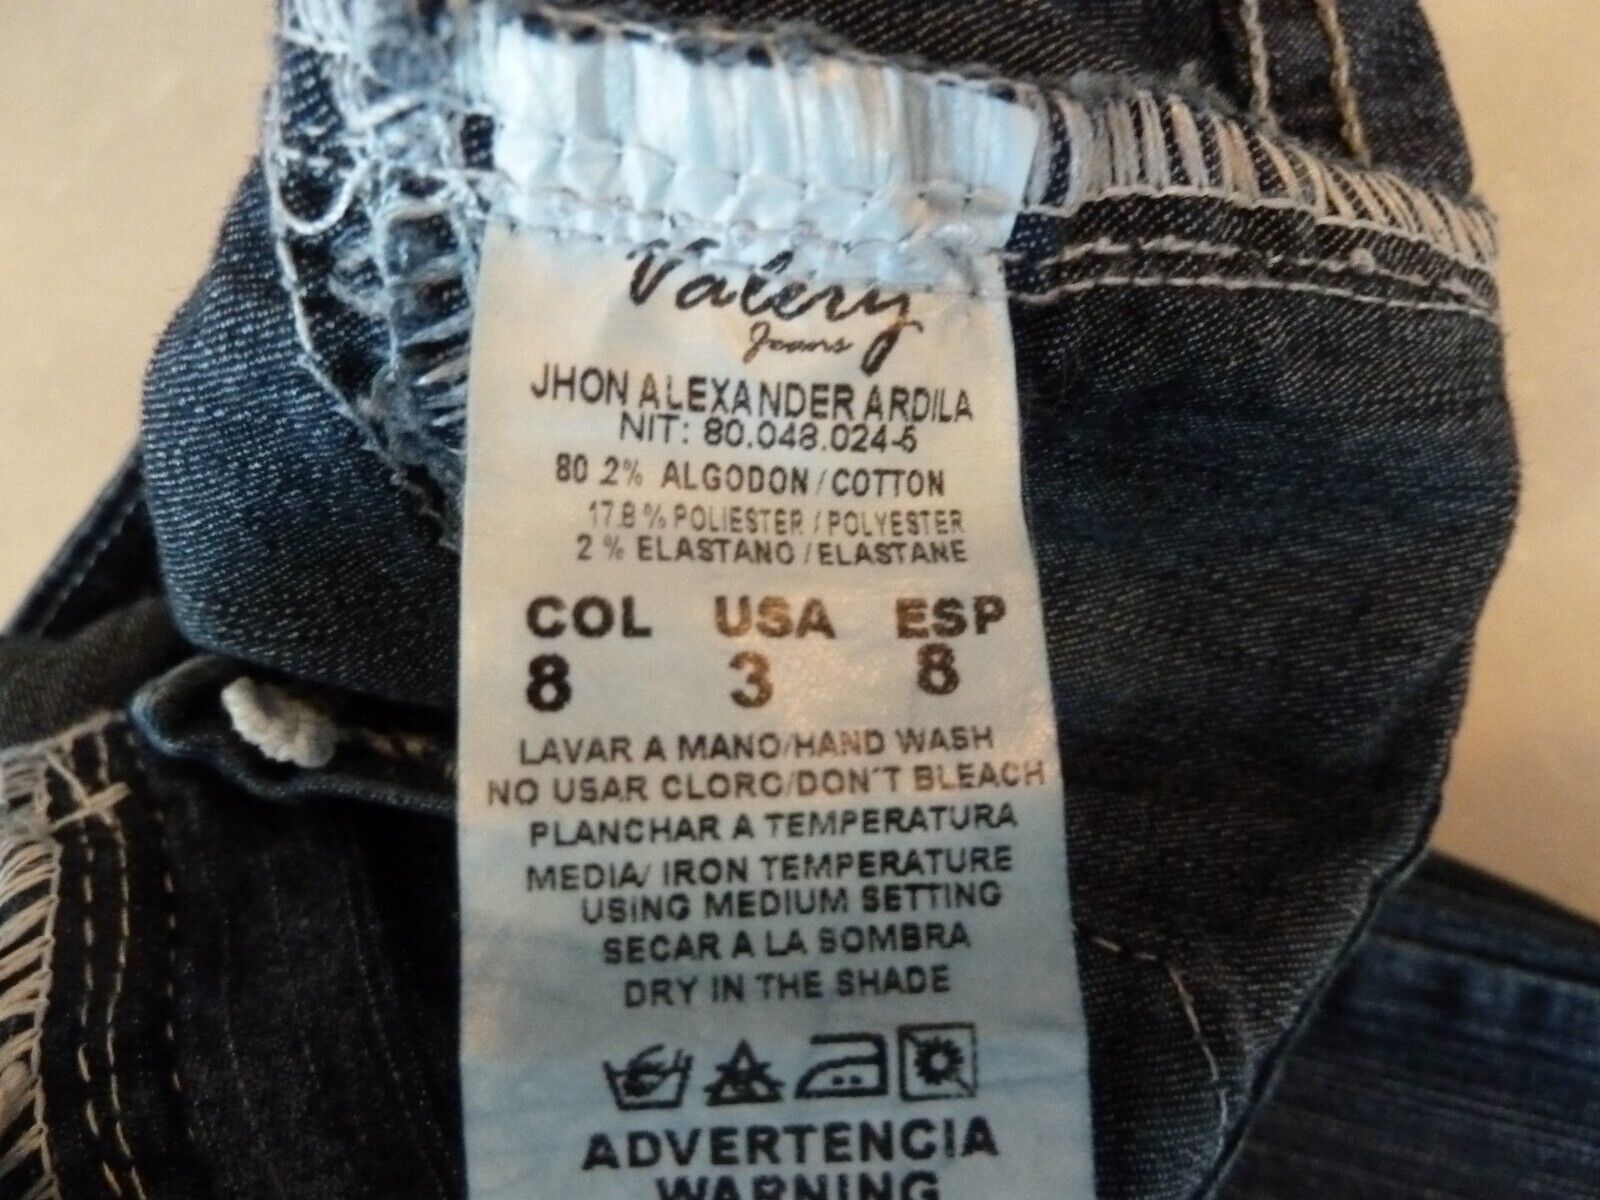 Valery
Jeans
JHON ALEXANDER ARDILA
NIT: 80.048.024-5
80.2% ALGODON / COTTON
17.8 % POLIESTER / POLYESTER
2 % ELASTANO / ELASTANE
COL USA ESP
8 3 8
LAVAR A MANO/HAND WASH
NO USAR CLORO/DON´T BLEACH
PLANCHAR A TEMPERATURA
MEDIA/ IRON TEMPERATURE
USING MEDIUM SETTING
SECAR A LA SOMBRA
DRY IN THE SHADE
ADVERTENCIA
WARNING